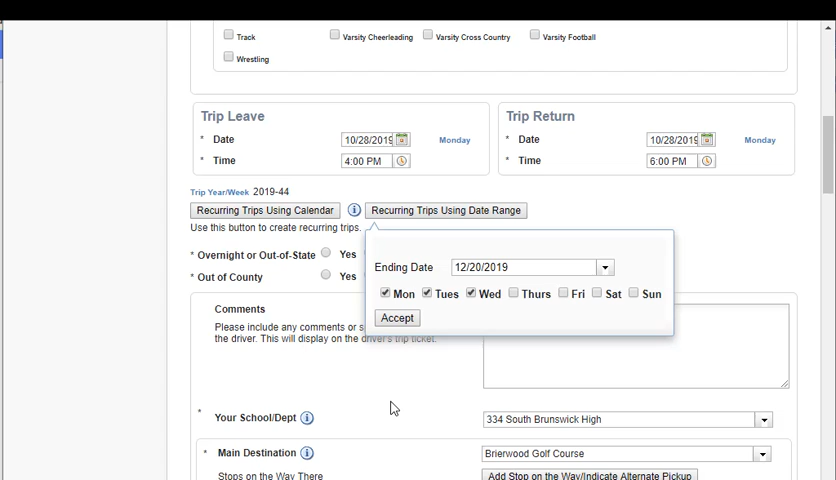 Track Varsity Cheerleading Varsity Cross Country Varsity Football
Wrestling
Trip Leave Trip Return
* Date 10/28/2019 Monday * Date 10/28/2019 Monday
* Time 4:00 PM * Time 6:00 PM
Trip Year/Week 2019-44
Recurring Trips Using Calendar i Recurring Trips Using Date Range
Use this button to create recurring trips.
* Overnight or Out-of-State Yes
* Out of County Yes
Ending Date 12/20/2019
Mon Tues Wed Thurs Fri Sat Sun
Accept
Comments
Please include any comments or s
the driver. This will display on the driver's trip ticket.
* Your School/Dept i 334 South Brunswick High
* Main Destination i Brierwood Golf Course
Stops on the Way There Add Stop on the Way/Indicate Alternate Pickup